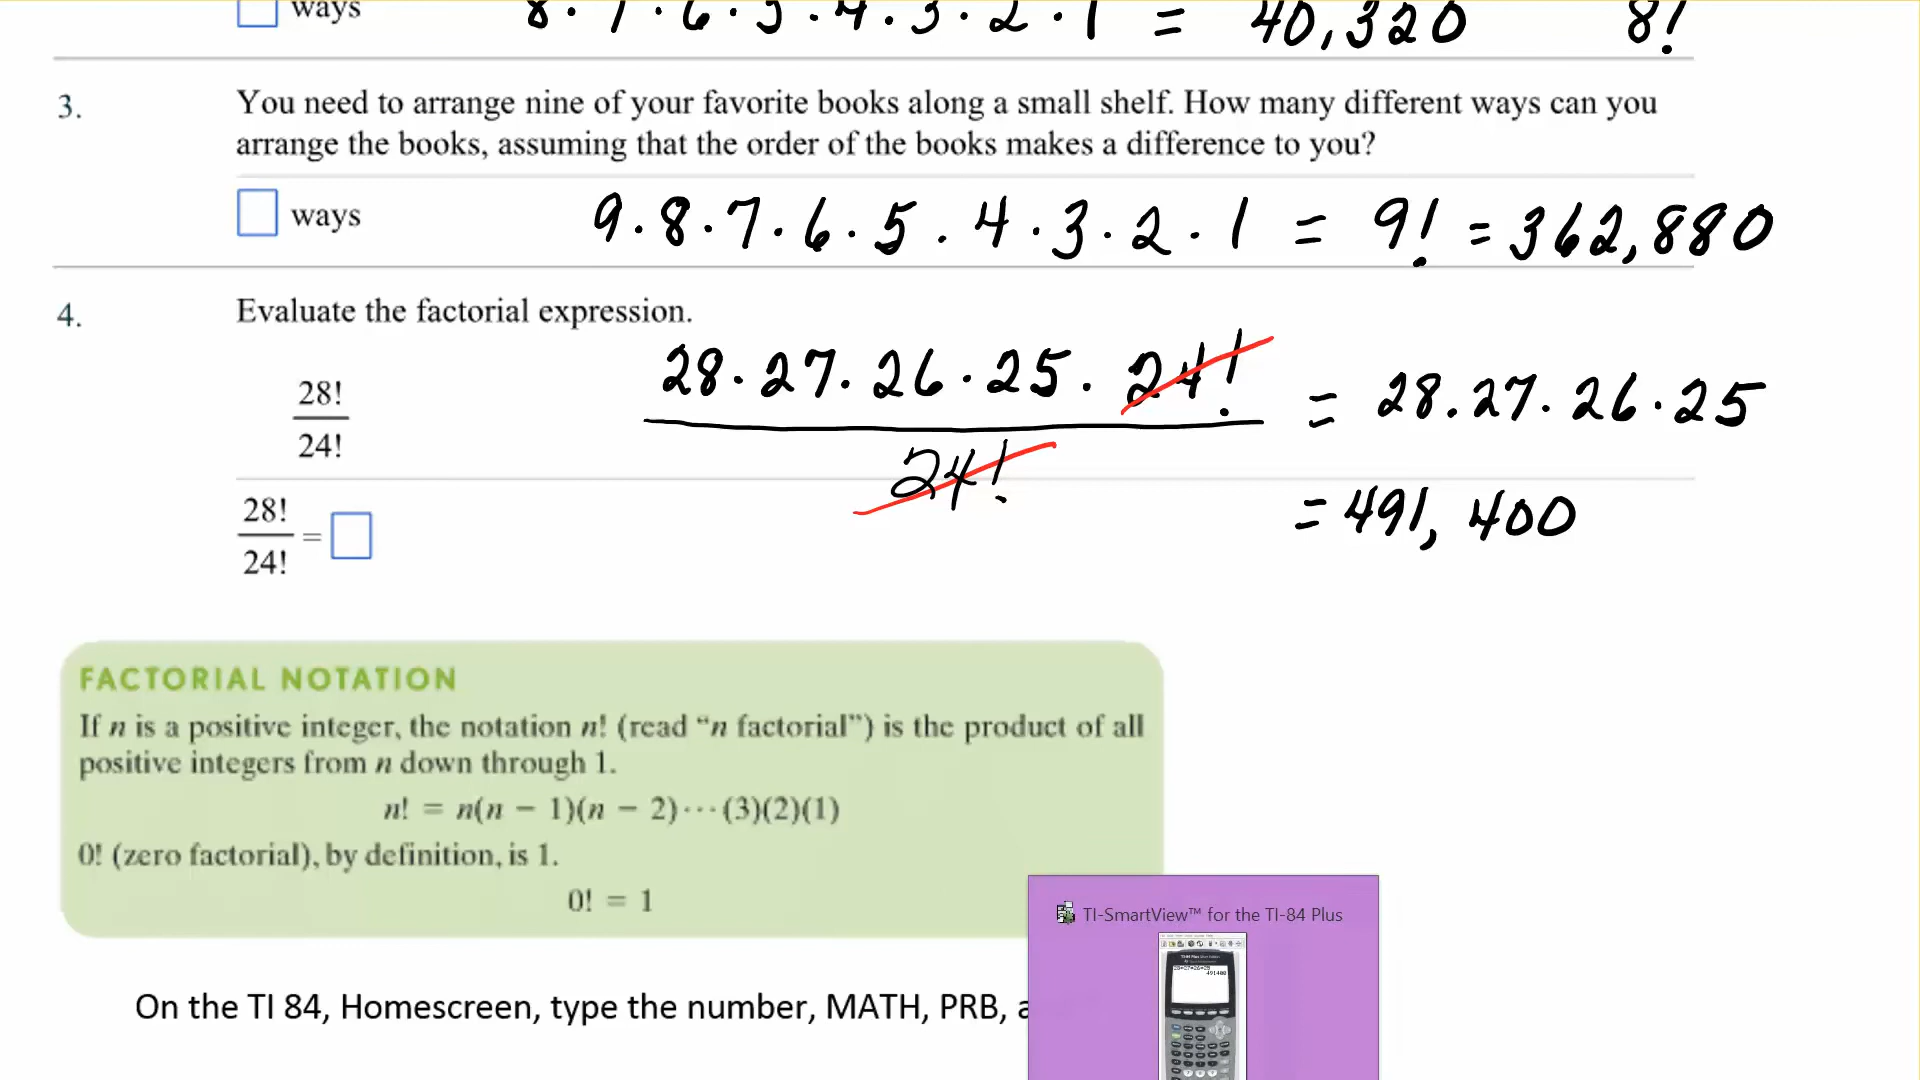 ways 8 · 7 · 6 · 5 · 4 · 3 · 2 · 1 = 40,320 8!
3. You need to arrange nine of your favorite books along a small shelf. How many different ways can you
arrange the books, assuming that the order of the books makes a difference to you?
ways 9 · 8 · 7 · 6 · 5 · 4 · 3 · 2 · 1 = 9! = 362,880
4. Evaluate the factorial expression.
28!
24!
28 · 27 · 26 · 25 · 24!
24!
= 28 · 27 · 26 · 25
28!
24!
=
= 491,400
FACTORIAL NOTATION
If n is a positive integer, the notation n! (read “n factorial”) is the product of all
positive integers from n down through 1.
n! = n(n − 1)(n − 2)⋯(3)(2)(1)
0! (zero factorial), by definition, is 1.
0! = 1
TI-SmartView™ for the TI-84 Plus
On the TI 84, Homescreen, type the number, MATH, PRB,